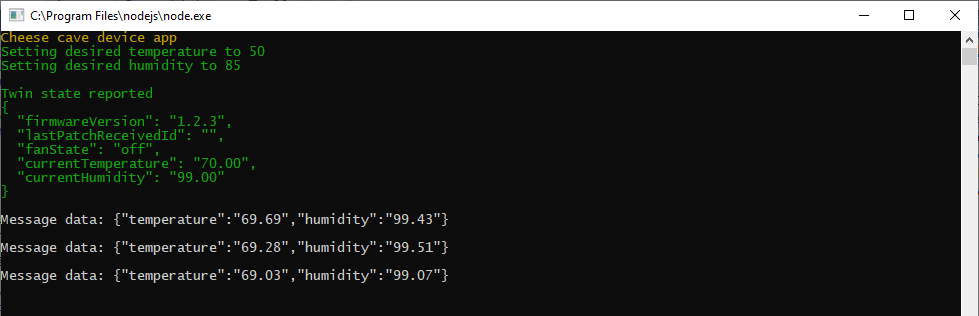 C:\Program Files\nodejs\node.exe
Cheese cave device app
Setting desired temperature to 50
Setting desired humidity to 85
Twin state reported
{
  "firmwareVersion": "1.2.3",
  "lastPatchReceivedId": "",
  "fanState": "off",
  "currentTemperature": "70.00",
  "currentHumidity": "99.00"
}
Message data: {"temperature":"69.69","humidity":"99.43"}
Message data: {"temperature":"69.28","humidity":"99.51"}
Message data: {"temperature":"69.03","humidity":"99.07"}